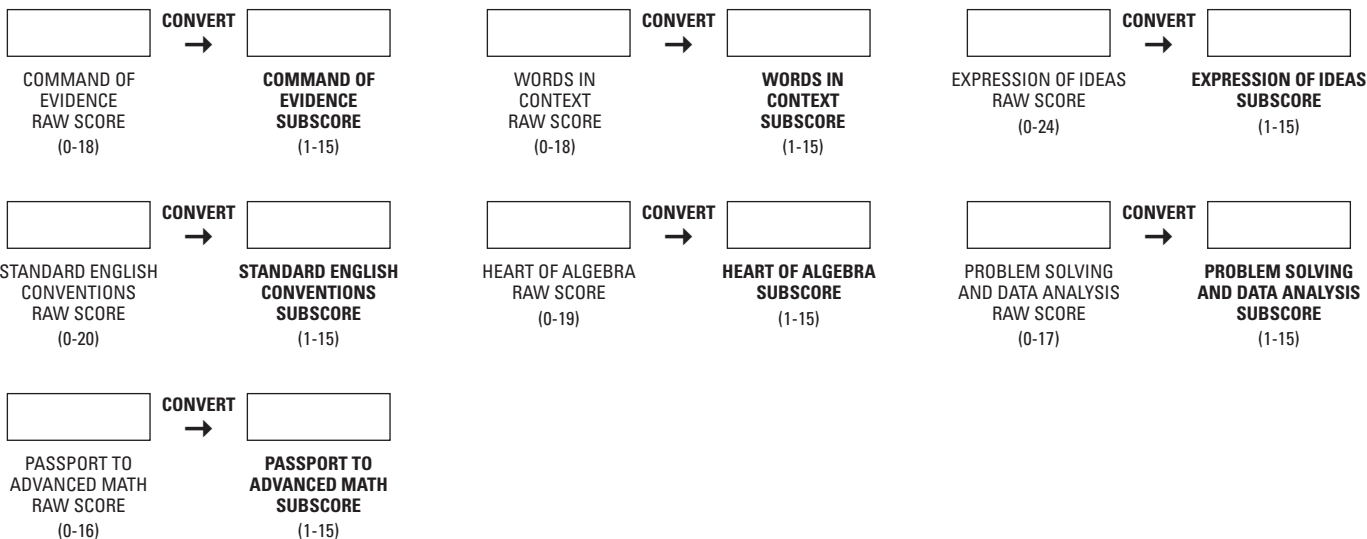 CONVERT
→
COMMAND OF
EVIDENCE
RAW SCORE
(0-18)
COMMAND OF
EVIDENCE
SUBSCORE
(1-15)
CONVERT
→
WORDS IN
CONTEXT
RAW SCORE
(0-18)
WORDS IN
CONTEXT
SUBSCORE
(1-15)
CONVERT
→
EXPRESSION OF IDEAS
RAW SCORE
(0-24)
EXPRESSION OF IDEAS
SUBSCORE
(1-15)
CONVERT
→
STANDARD ENGLISH
CONVENTIONS
RAW SCORE
(0-20)
STANDARD ENGLISH
CONVENTIONS
SUBSCORE
(1-15)
CONVERT
→
HEART OF ALGEBRA
RAW SCORE
(0-19)
HEART OF ALGEBRA
SUBSCORE
(1-15)
CONVERT
→
PROBLEM SOLVING
AND DATA ANALYSIS
RAW SCORE
(0-17)
PROBLEM SOLVING
AND DATA ANALYSIS
SUBSCORE
(1-15)
CONVERT
→
PASSPORT TO
ADVANCED MATH
RAW SCORE
(0-16)
PASSPORT TO
ADVANCED MATH
SUBSCORE
(1-15)